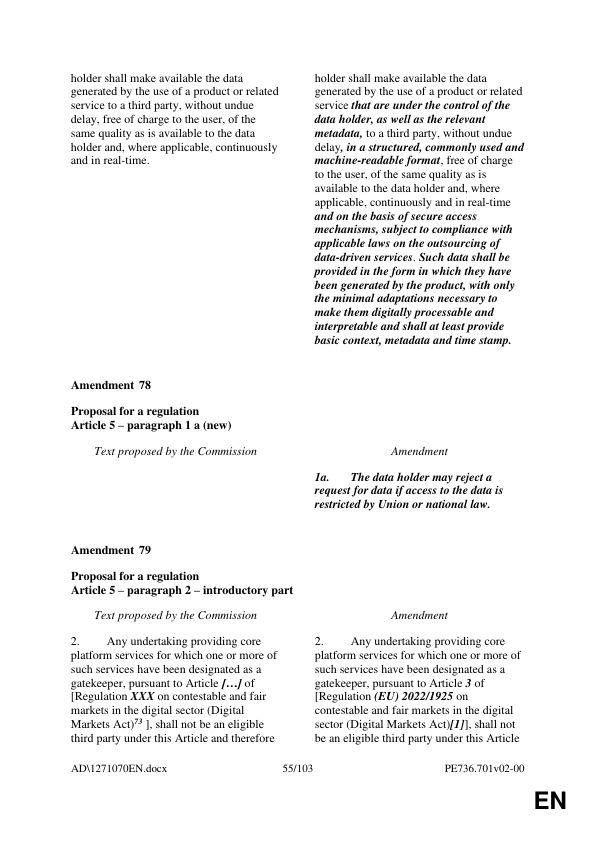 holder shall make available the data
generated by the use of a product or related
service to a third party, without undue
delay, free of charge to the user, of the
same quality as is available to the data
holder and, where applicable, continuously
and in real-time.
holder shall make available the data
generated by the use of a product or related
service that are under the control of the
data holder, as well as the relevant
metadata, to a third party, without undue
delay, in a structured, commonly used and
machine-readable format, free of charge
to the user, of the same quality as is
available to the data holder and, where
applicable, continuously and in real-time
and on the basis of secure access
mechanisms, subject to compliance with
applicable laws on the outsourcing of
data-driven services. Such data shall be
provided in the form in which they have
been generated by the product, with only
the minimal adaptations necessary to
make them digitally processable and
interpretable and shall at least provide
basic context, metadata and time stamp.
Amendment 78
Proposal for a regulation
Article 5 – paragraph 1 a (new)
Text proposed by the Commission
Amendment
1a. The data holder may reject a
request for data if access to the data is
restricted by Union or national law.
Amendment 79
Proposal for a regulation
Article 5 – paragraph 2 – introductory part
Text proposed by the Commission
Amendment
2. Any undertaking providing core
platform services for which one or more of
such services have been designated as a
gatekeeper, pursuant to Article […] of
[Regulation XXX on contestable and fair
markets in the digital sector (Digital
Markets Act)73 ], shall not be an eligible
third party under this Article and therefore
2. Any undertaking providing core
platform services for which one or more of
such services have been designated as a
gatekeeper, pursuant to Article 3 of
[Regulation (EU) 2022/1925 on
contestable and fair markets in the digital
sector (Digital Markets Act)[1]], shall not
be an eligible third party under this Article
AD\1271070EN.docx
55/103
PE736.701v02-00
EN